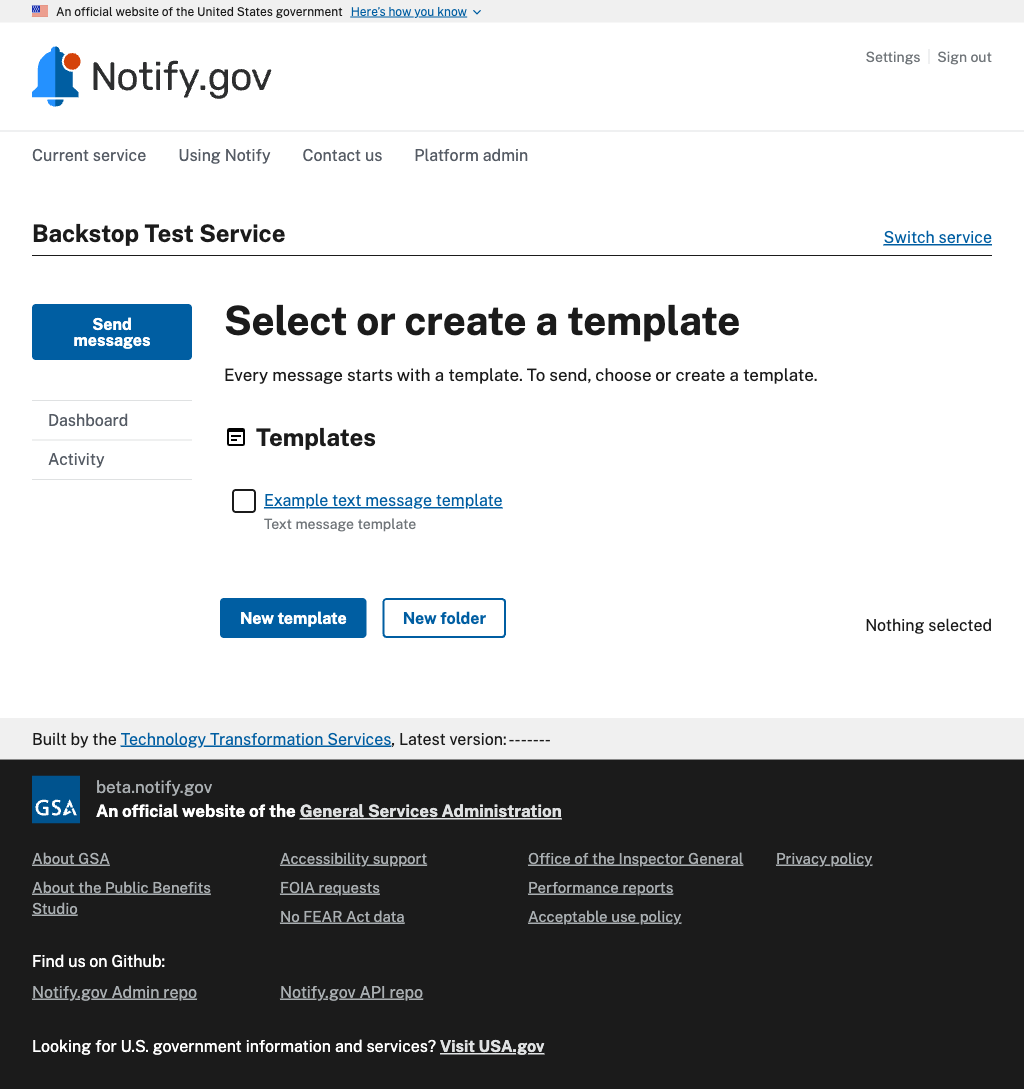 An official website of the United States government Here's how you know
Notify.gov
Settings Sign out
Current service Using Notify Contact us Platform admin
Backstop Test Service
Switch service
Send
messages
Dashboard
Activity
Select or create a template
Every message starts with a template. To send, choose or create a template.
Templates
Example text message template
Text message template
New template New folder
Nothing selected
Built by the Technology Transformation Services, Latest version:-------
GSA
beta.notify.gov
An official website of the General Services Administration
About GSA Accessibility support Office of the Inspector General Privacy policy
About the Public Benefits
Studio
FOIA requests Performance reports
No FEAR Act data Acceptable use policy
Find us on Github:
Notify.gov Admin repo Notify.gov API repo
Looking for U.S. government information and services? Visit USA.gov